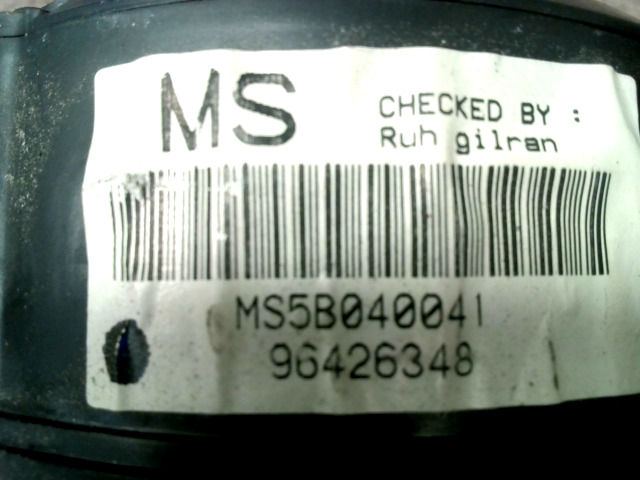 MS
CHECKED BY :
Ruh gilran
MS5B040041
96426348